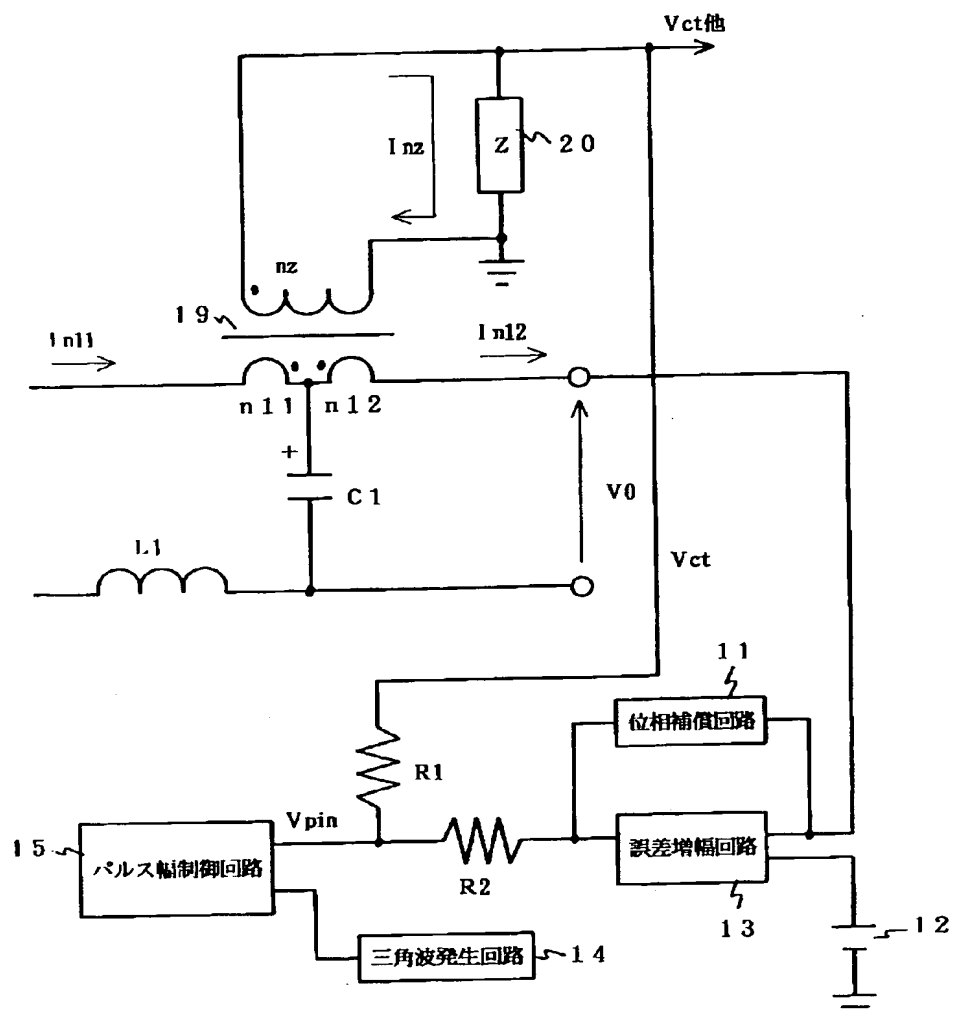 Vct他
Inz
Z
20
nz
19
In11
In12
n11
n12
+
C1
V0
L1
Vct
11
位相補償回路
R1
Vpin
15
パルス幅制御回路
R2
誤差増幅回路
13
12
三角波発生回路
14